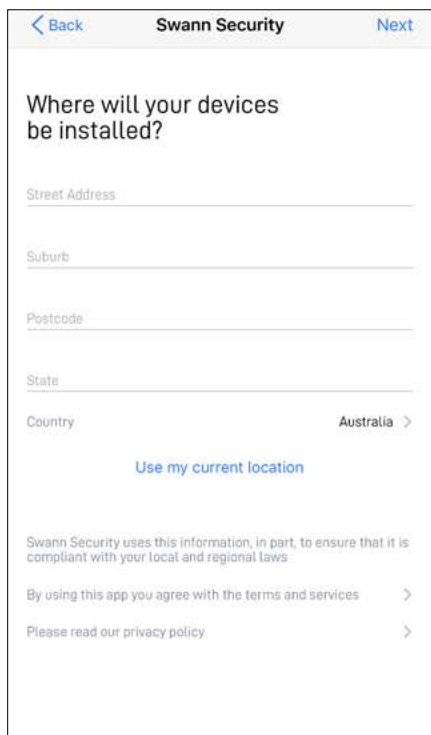 Back Swann Security Next
Where will your devices
be installed?
Street Address
Suburb
Postcode
State
Country Australia
Use my current location
Swann Security uses this information, in part, to ensure that it is
compliant with your local and regional laws
By using this app you agree with the terms and services
Please read our privacy policy